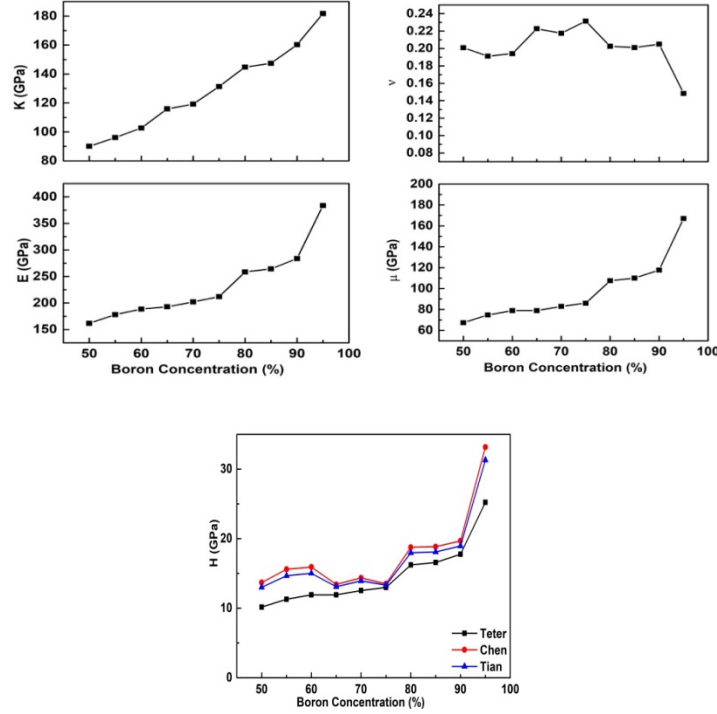 K (GPa)
180
160
140
120
100
80
ν
0.24
0.22
0.20
0.18
0.16
0.14
0.12
0.10
0.08
E (GPa)
400
350
300
250
200
150
50 60 70 80 90 100
Boron Concentration (%)
μ (GPa)
200
180
160
140
120
100
80
60
50 60 70 80 90 100
Boron Concentration (%)
H (GPa)
30
20
10
0
Teter
Chen
Tian
50 60 70 80 90 100
Boron Concentration (%)